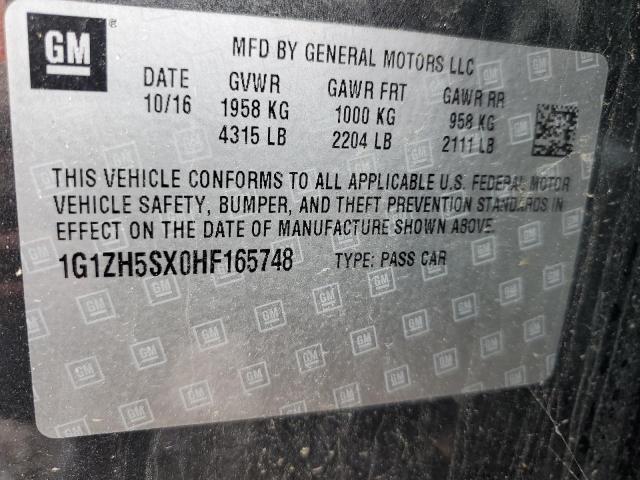 GM ®
MFD BY GENERAL MOTORS LLC
DATE GVWR GAWR FRT GAWR RR
10/16 1958 KG 1000 KG 958 KG
4315 LB 2204 LB 2111 LB
THIS VEHICLE CONFORMS TO ALL APPLICABLE U.S. FEDERAL MOTOR
VEHICLE SAFETY, BUMPER, AND THEFT PREVENTION STANDARDS IN
EFFECT ON THE DATE OF MANUFACTURE SHOWN ABOVE.
1G1ZH5SX0HF165748 TYPE: PASS CAR